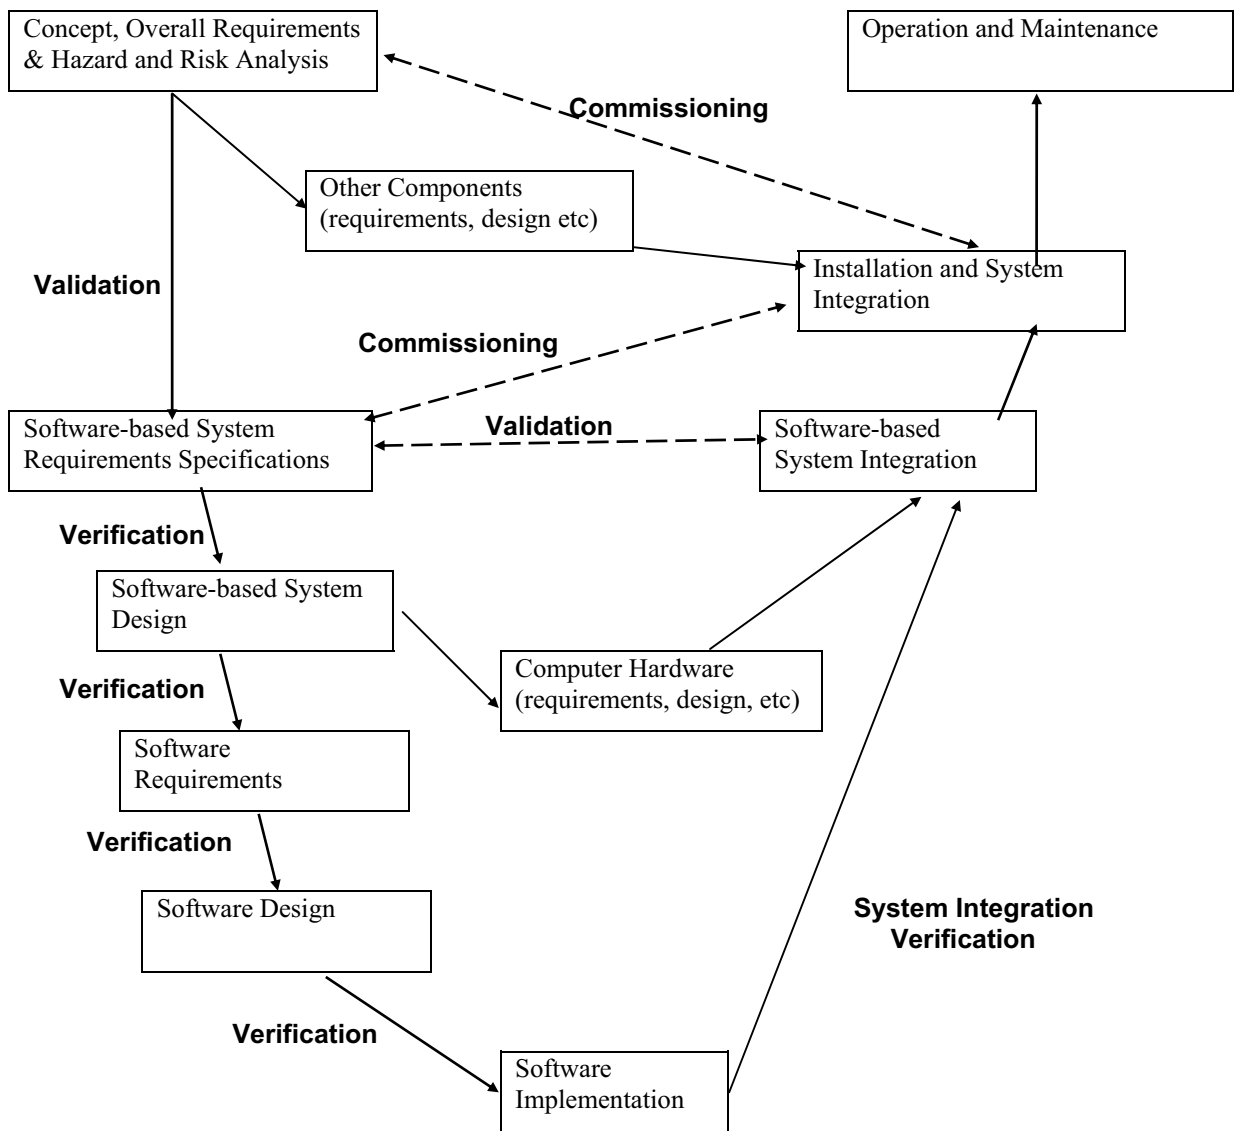 Concept, Overall Requirements
& Hazard and Risk Analysis
Operation and Maintenance
Commissioning
Other Components
(requirements, design etc)
Validation
Installation and System
Integration
Commissioning
Software-based System
Requirements Specifications
Validation
Software-based
System Integration
Verification
Software-based System
Design
Verification
Computer Hardware
(requirements, design, etc)
Software
Requirements
Verification
Software Design
System Integration
Verification
Verification
Software
Implementation